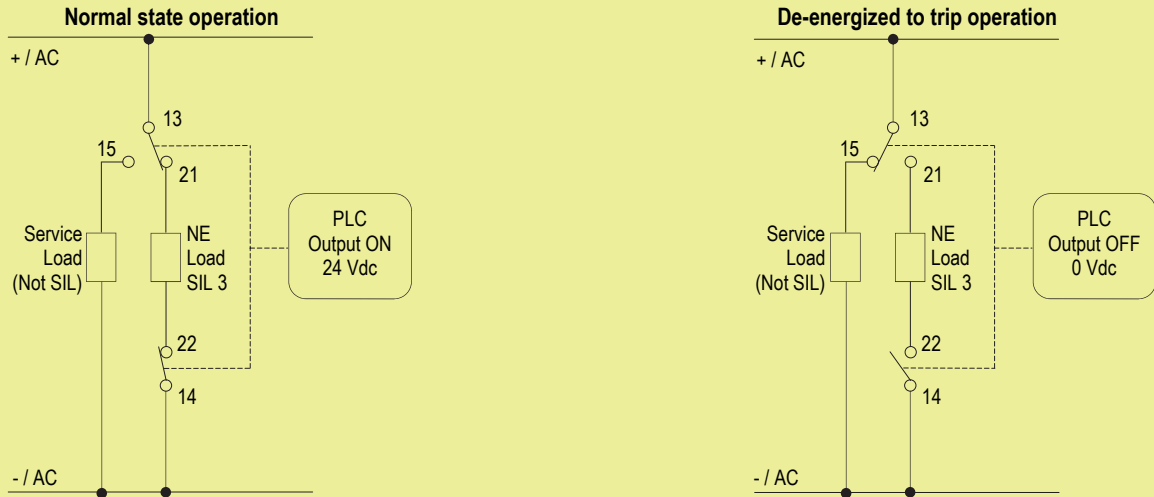 Normal state operation
+ / AC
13
15
21
Service
Load
(Not SIL)
NE
Load
SIL 3
PLC
Output ON
24 Vdc
22
14
- / AC
De-energized to trip operation
+ / AC
13
15
21
Service
Load
(Not SIL)
NE
Load
SIL 3
PLC
Output OFF
0 Vdc
22
14
- / AC